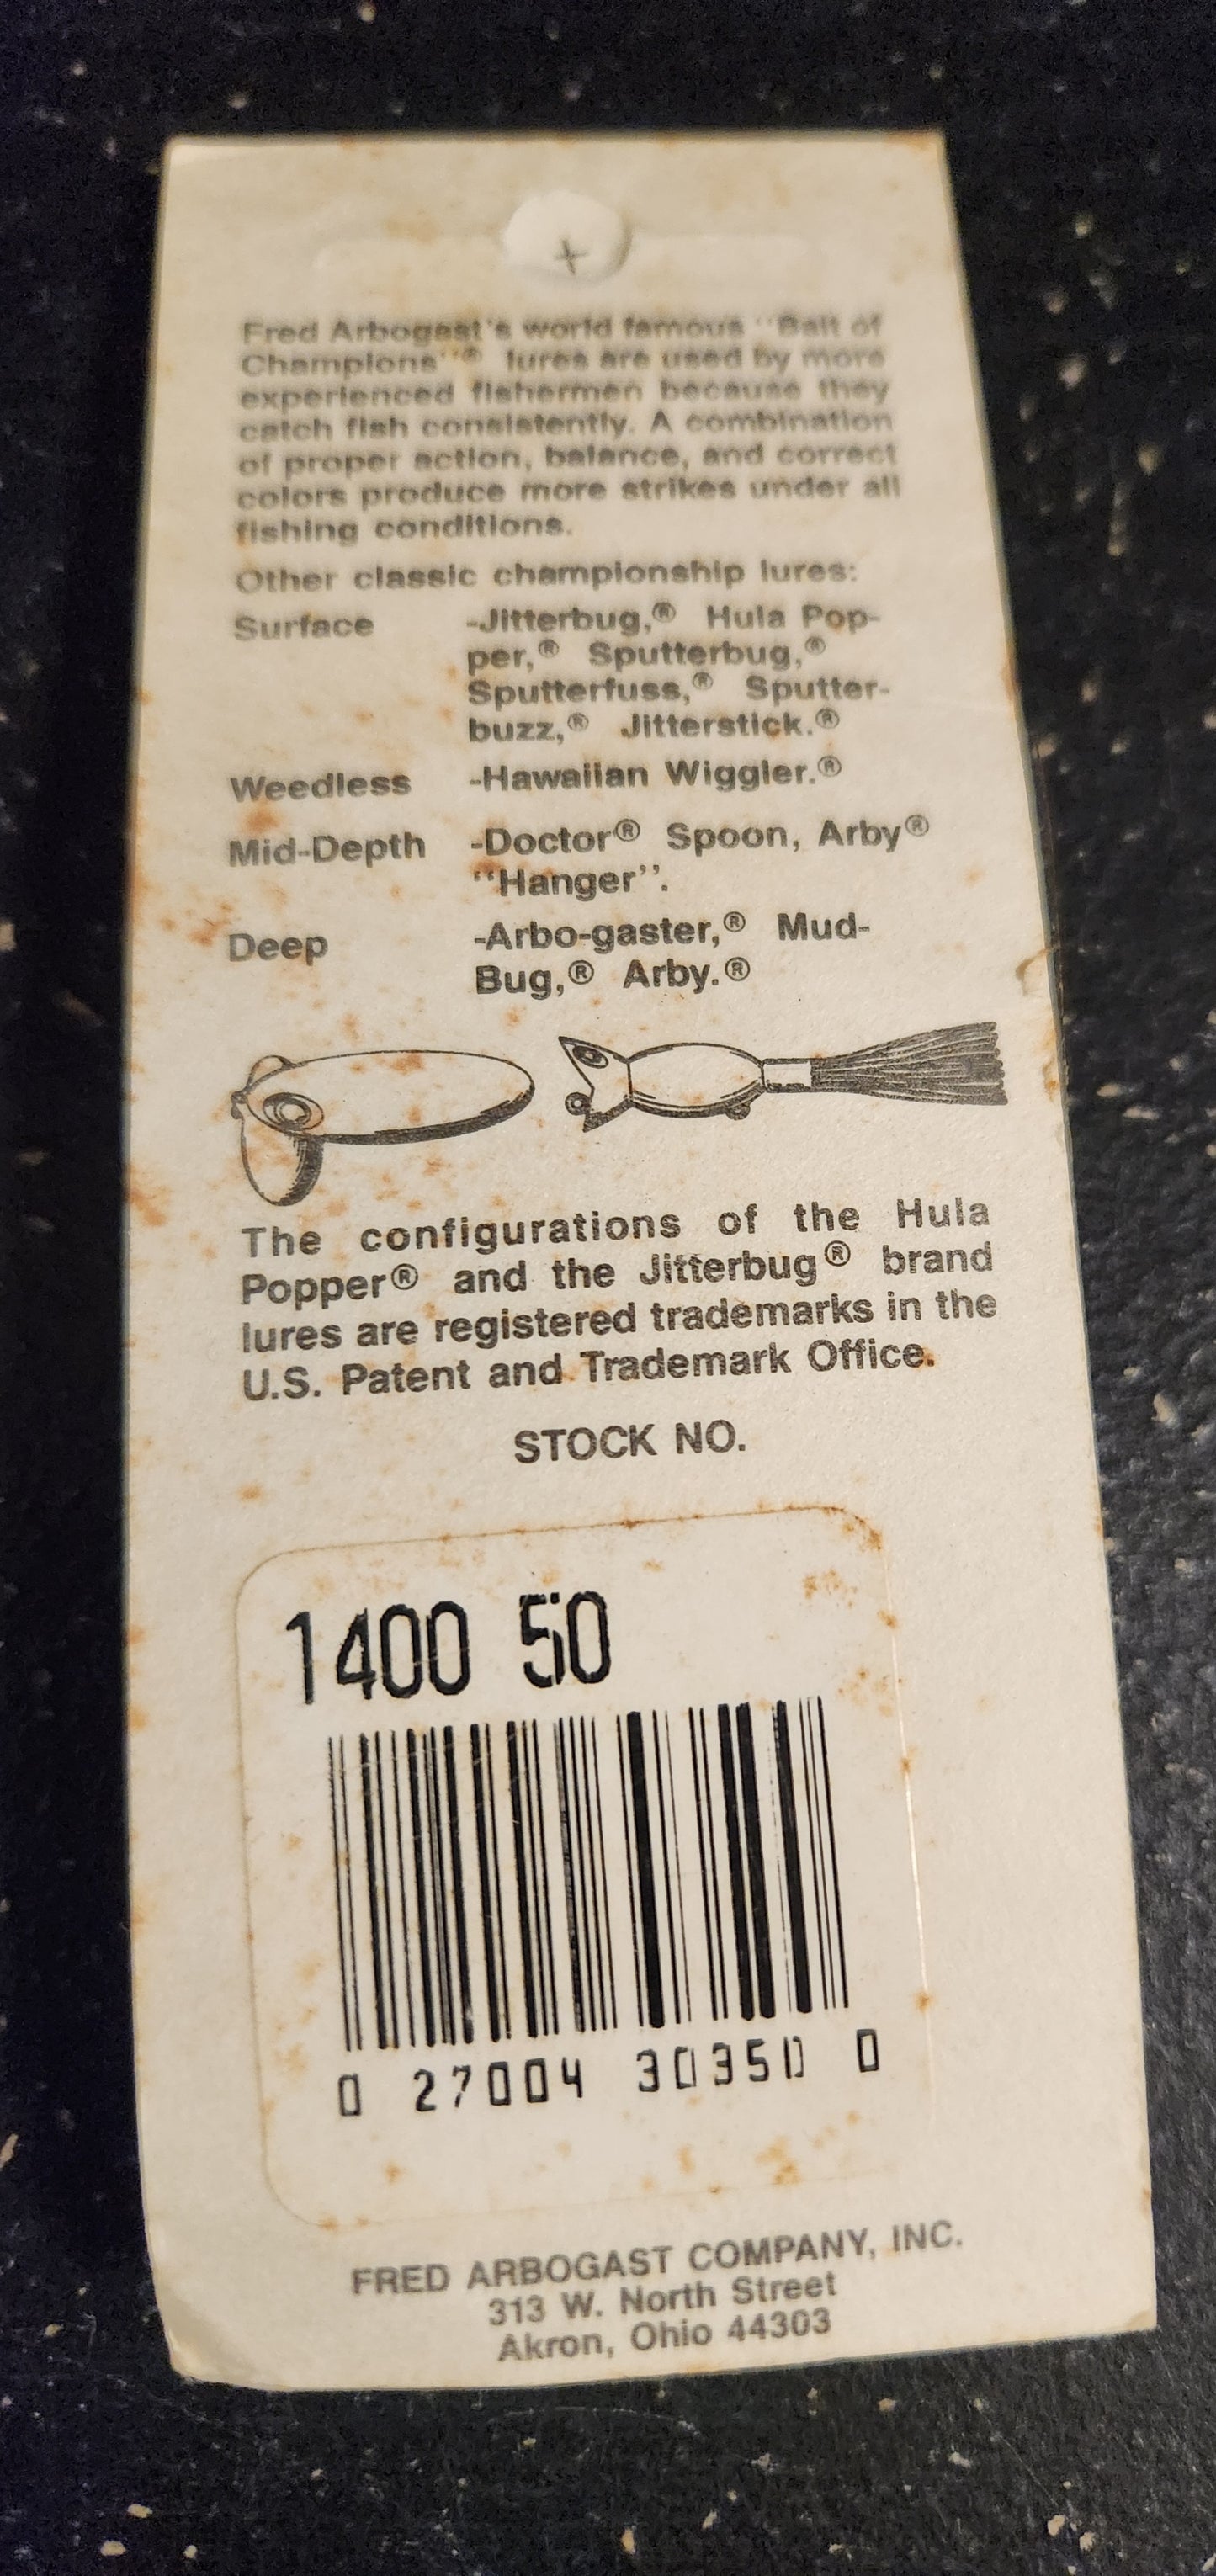 Fred Arbogast's world famous "Bait of
Champions"® lures are used by more
experienced fishermen because they
catch fish consistently. A combination
of proper action, balance, and correct
colors produce more strikes under all
fishing conditions.
Other classic championship lures:
Surface -Jitterbug,® Hula Pop-
per,® Sputterbug,®
Sputterfuss,® Sputter-
buzz,® Jitterstick.®
Weedless -Hawaiian Wiggler.®
Mid-Depth -Doctor® Spoon, Arby®
"Hanger".
Deep -Arbo-gaster,® Mud-
Bug,® Arby.®
The configurations of the Hula
Popper® and the Jitterbug® brand
lures are registered trademarks in the
U.S. Patent and Trademark Office.
STOCK NO.
1400 50
0 27004 30350 0
FRED ARBOGAST COMPANY, INC.
313 W. North Street
Akron, Ohio 44303